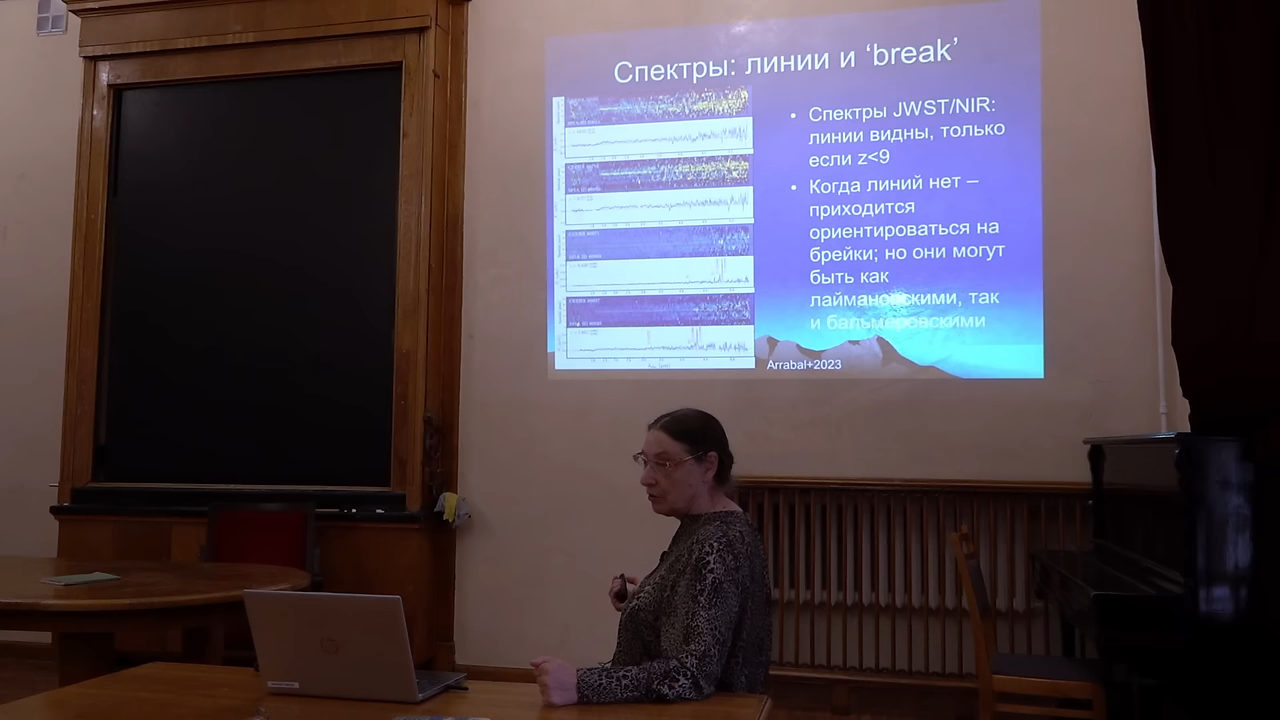 Спектры: линии и ‘break’
• Спектры JWST/NIR:
линии видны, только
если z<9
• Когда линий нет –
приходится
ориентироваться на
брейки; но они могут
быть как
лаймановскими, так
и бальмеровскими
Arrabal+2023